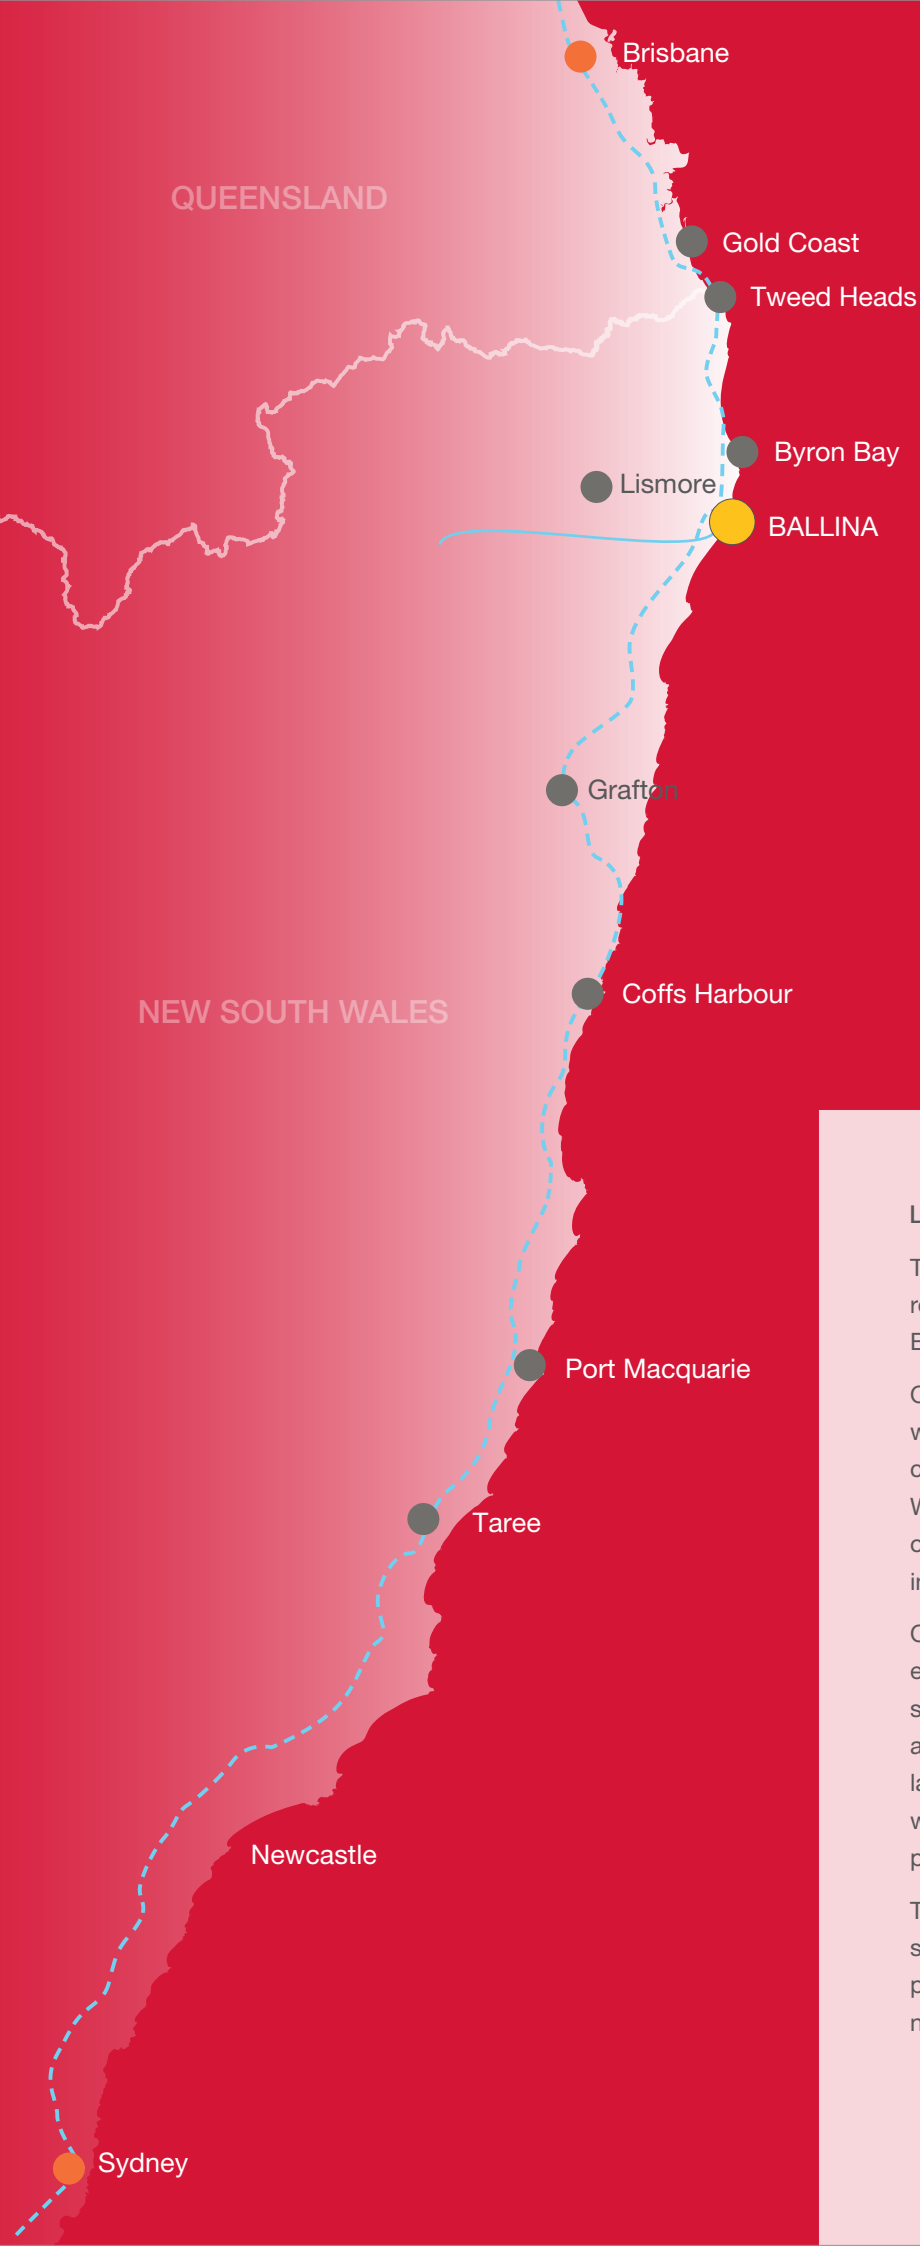 Brisbane
QUEENSLAND
Gold Coast
Tweed Heads
Byron Bay
Lismore
BALLINA
Grafton
Coffs Harbour
NEW SOUTH WALES
Port Macquarie
Taree
Newcastle
Sydney